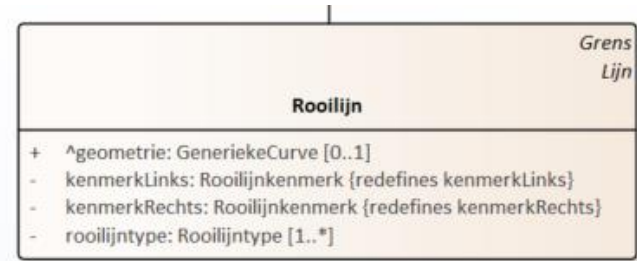 Grens
Lijn
Rooilijn
+ ^geometrie: GeneriekeCurve [0..1]
- kenmerkLinks: Rooilijnkenmerk {redefines kenmerkLinks}
- kenmerkRechts: Rooilijnkenmerk {redefines kenmerkRechts}
- rooilijntype: Rooilijntype [1..*]